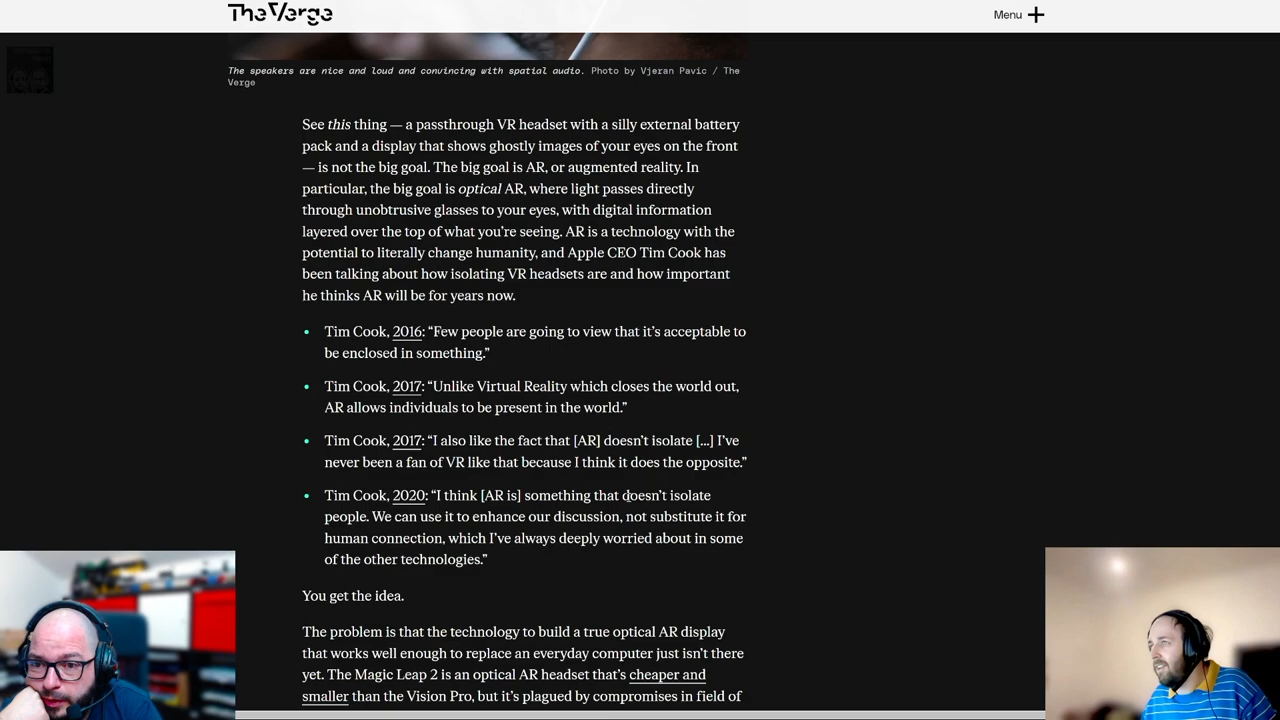 The Verge
Menu
The speakers are nice and loud and convincing with spatial audio. Photo by Vjeran Pavic / The
Verge
See this thing — a passthrough VR headset with a silly external battery
pack and a display that shows ghostly images of your eyes on the front
— is not the big goal. The big goal is AR, or augmented reality. In
particular, the big goal is optical AR, where light passes directly
through unobtrusive glasses to your eyes, with digital information
layered over the top of what you’re seeing. AR is a technology with the
potential to literally change humanity, and Apple CEO Tim Cook has
been talking about how isolating VR headsets are and how important
he thinks AR will be for years now.
• Tim Cook, 2016: “Few people are going to view that it’s acceptable to
be enclosed in something.”
• Tim Cook, 2017: “Unlike Virtual Reality which closes the world out,
AR allows individuals to be present in the world.”
• Tim Cook, 2017: “I also like the fact that [AR] doesn’t isolate [...] I’ve
never been a fan of VR like that because I think it does the opposite.”
• Tim Cook, 2020: “I think [AR is] something that doesn’t isolate
people. We can use it to enhance our discussion, not substitute it for
human connection, which I’ve always deeply worried about in some
of the other technologies.”
You get the idea.
The problem is that the technology to build a true optical AR display
that works well enough to replace an everyday computer just isn’t there
yet. The Magic Leap 2 is an optical AR headset that’s cheaper and
smaller than the Vision Pro, but it’s plagued by compromises in field of